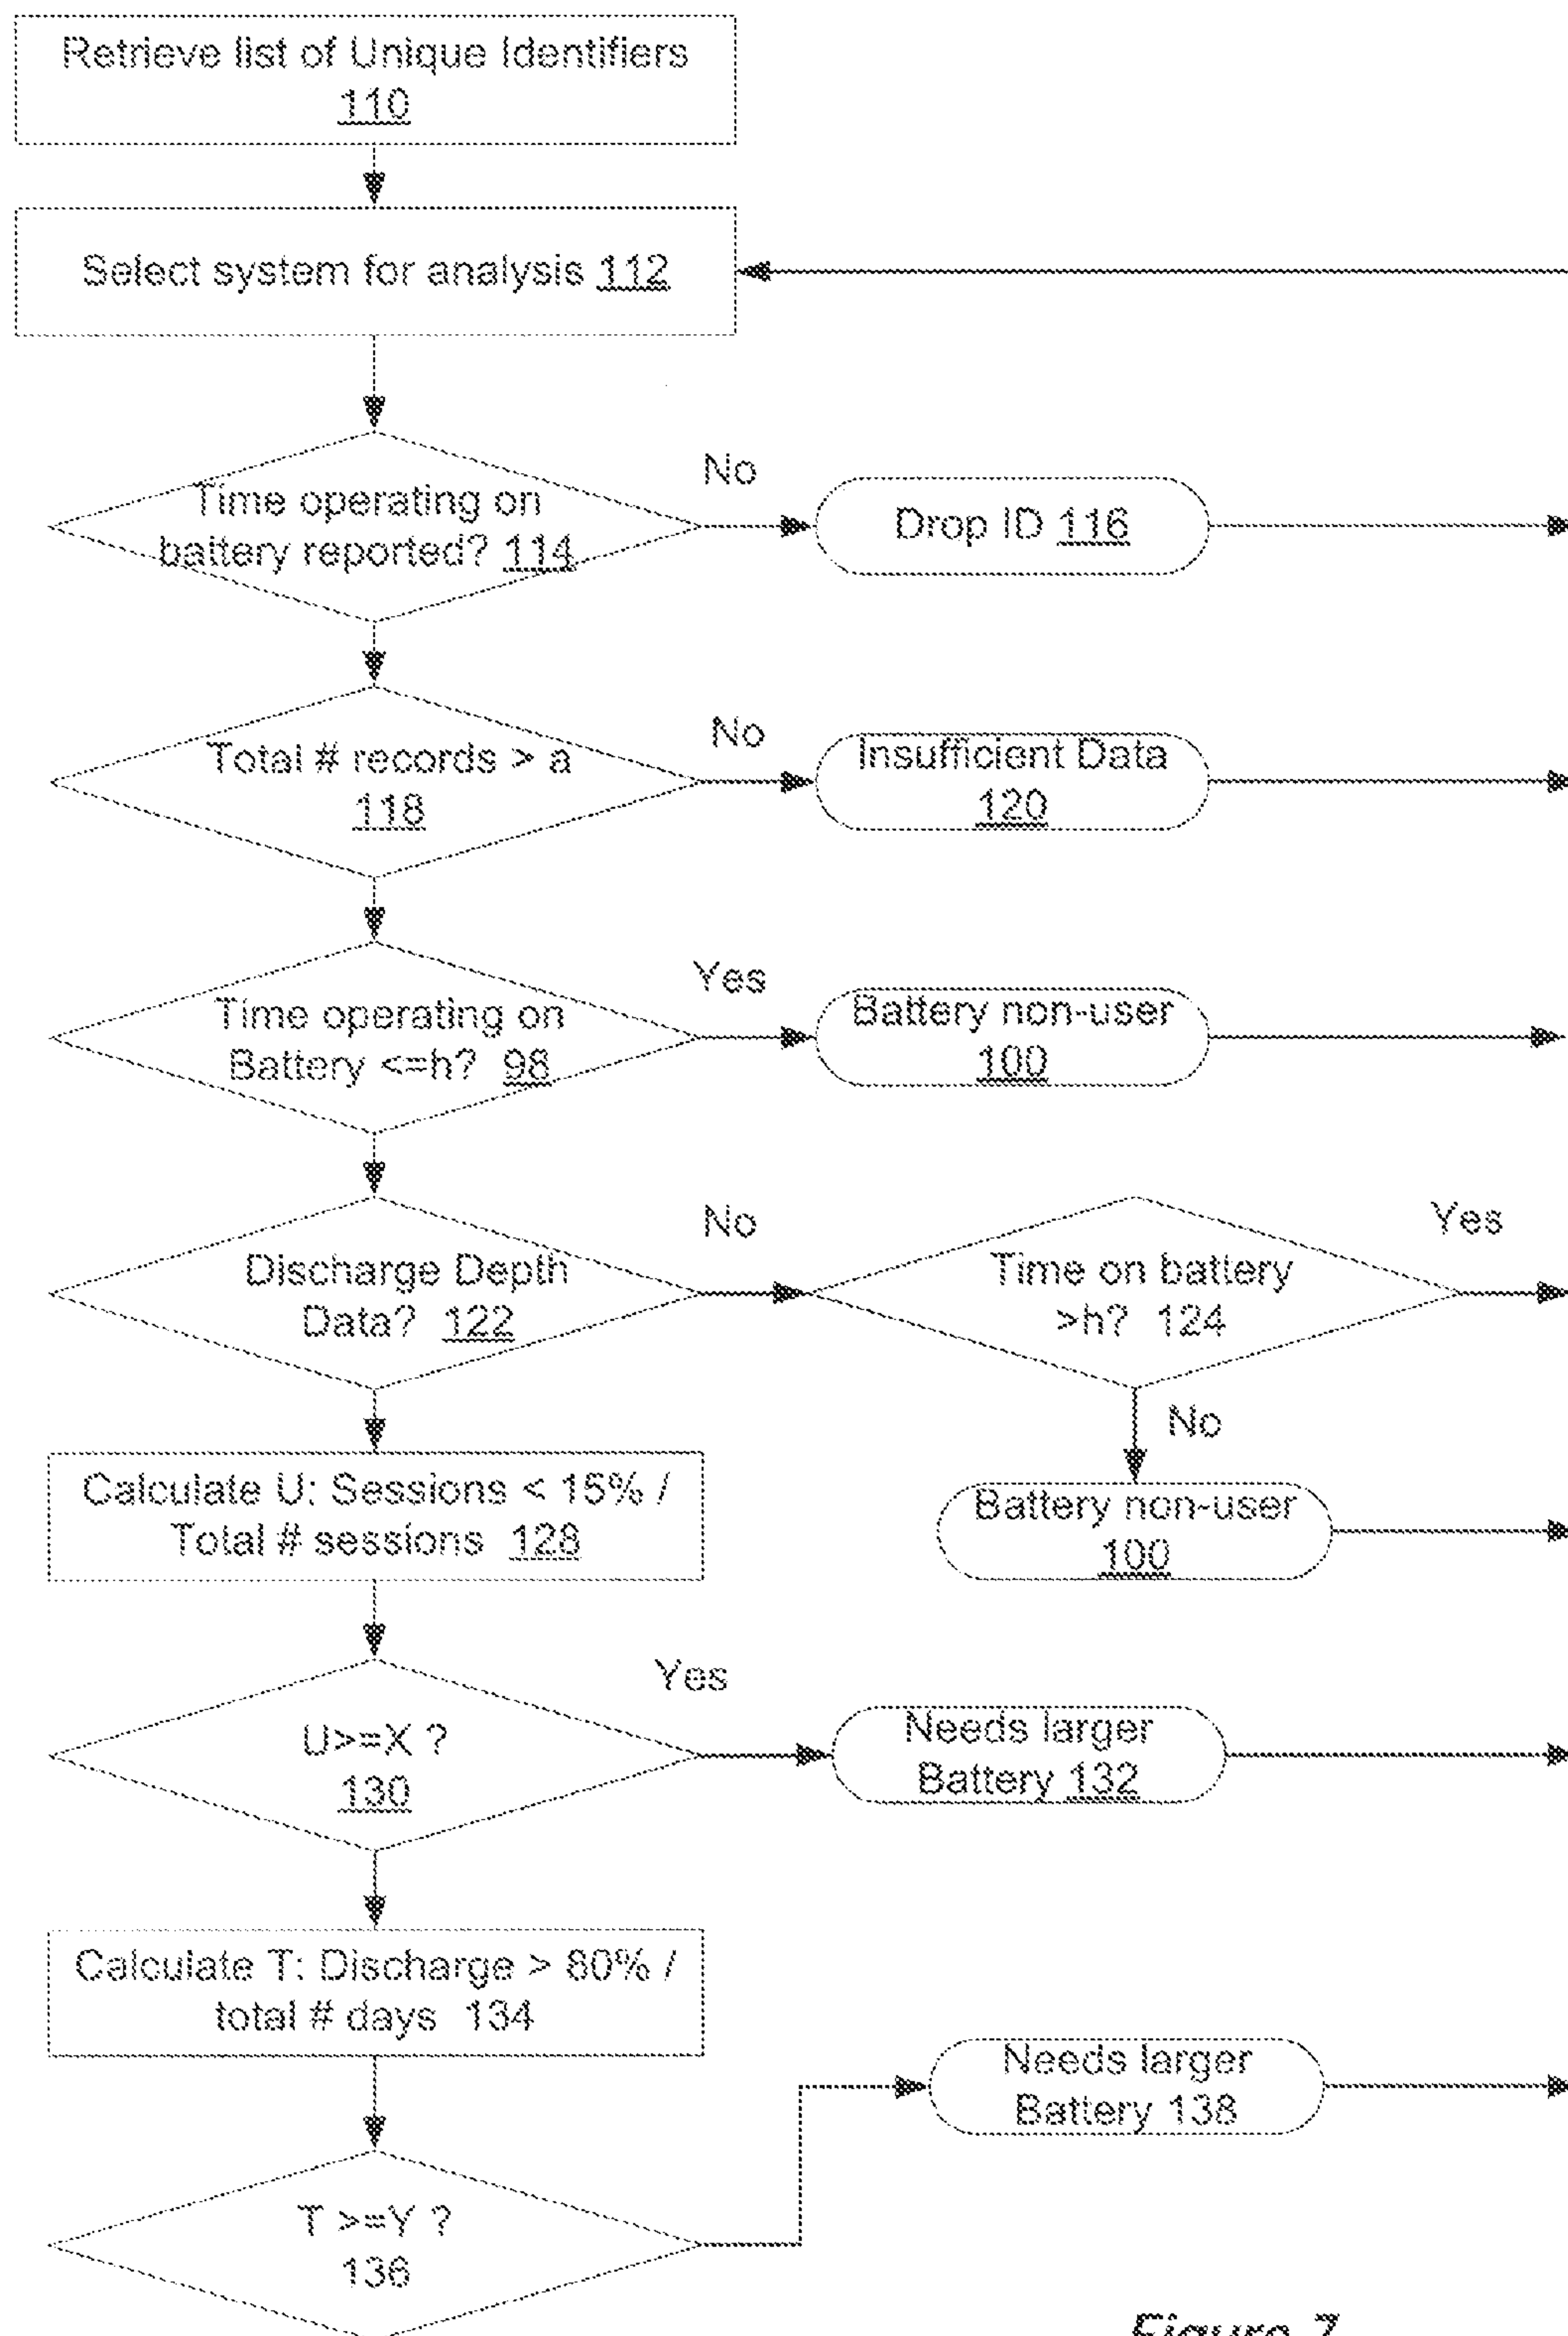 Retrieve list of Unique Identifiers
110
Select system for analysis 112
No
Time operating on
battery reported? 114
Drop ID 116
No
Total # records > a
118
Insufficient Data
120
Yes
Time operating on
Battery <=h? 98
Battery non-user
100
No
Discharge Depth
Data? 122
Yes
Time on battery
>h? 124
No
Battery non-user
100
Calculate U: Sessions < 15% /
Total # sessions 128
Yes
U>=X ?
130
Needs larger
Battery 132
Calculate T: Discharge > 80% /
total # days 134
Needs larger
Battery 138
T >=Y ?
136
Figure 7